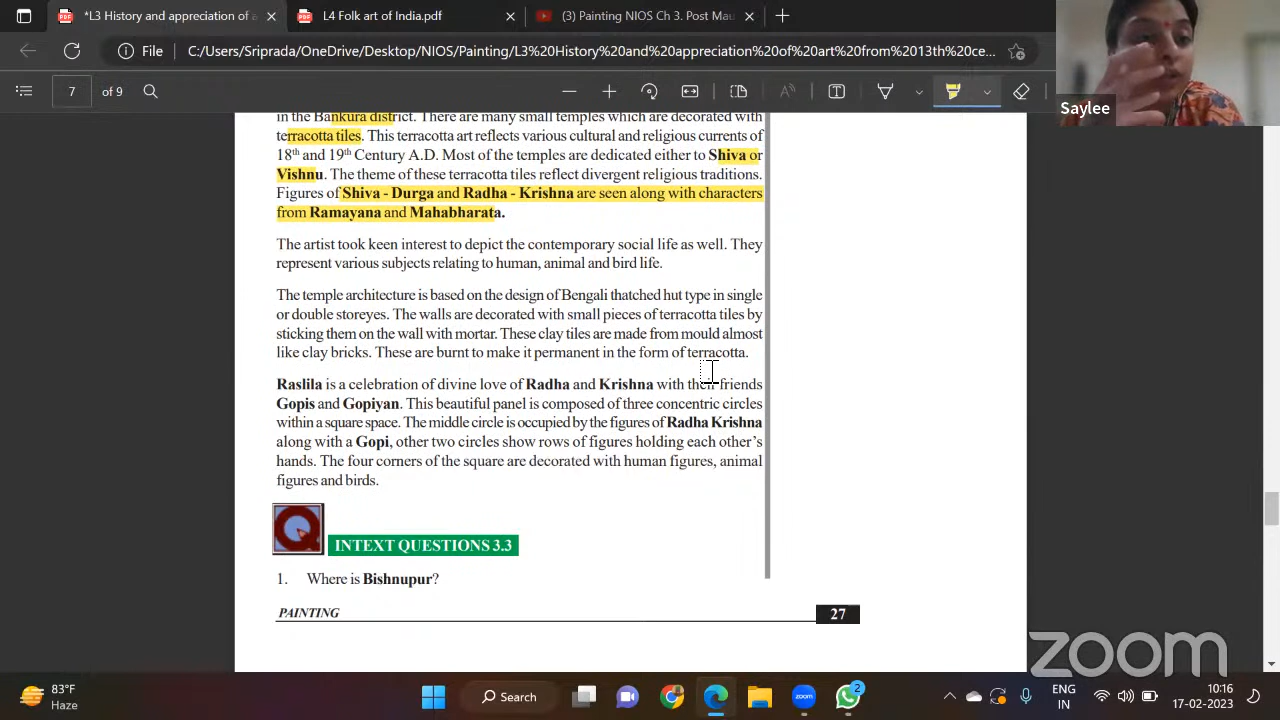 *L3 History and appreciation of a
L4 Folk art of India.pdf
(3) Painting NIOS Ch 3. Post Mau
File
C:/Users/Sriprada/OneDrive/Desktop/NIOS/Painting/L3%20History%20and%20appreciation%20of%20art%20from%2013th%20ce...
7 of 9
Saylee
in the Bankura district. There are many small temples which are decorated with
terracotta tiles. This terracotta art reflects various cultural and religious currents of
18th and 19th Century A.D. Most of the temples are dedicated either to Shiva or
Vishnu. The theme of these terracotta tiles reflect divergent religious traditions.
Figures of Shiva - Durga and Radha - Krishna are seen along with characters
from Ramayana and Mahabharata.
The artist took keen interest to depict the contemporary social life as well. They
represent various subjects relating to human, animal and bird life.
The temple architecture is based on the design of Bengali thatched hut type in single
or double storeyes. The walls are decorated with small pieces of terracotta tiles by
sticking them on the wall with mortar. These clay tiles are made from mould almost
like clay bricks. These are burnt to make it permanent in the form of terracotta.
Raslila is a celebration of divine love of Radha and Krishna with their friends
Gopis and Gopiyan. This beautiful panel is composed of three concentric circles
within a square space. The middle circle is occupied by the figures of Radha Krishna
along with a Gopi, other two circles show rows of figures holding each other's
hands. The four corners of the square are decorated with human figures, animal
figures and birds.
INTEXT QUESTIONS 3.3
1. Where is Bishnupur?
PAINTING
27
zoom
83°F
Haze
Search
zoom
2
ENG
IN
10:16
17-02-2023